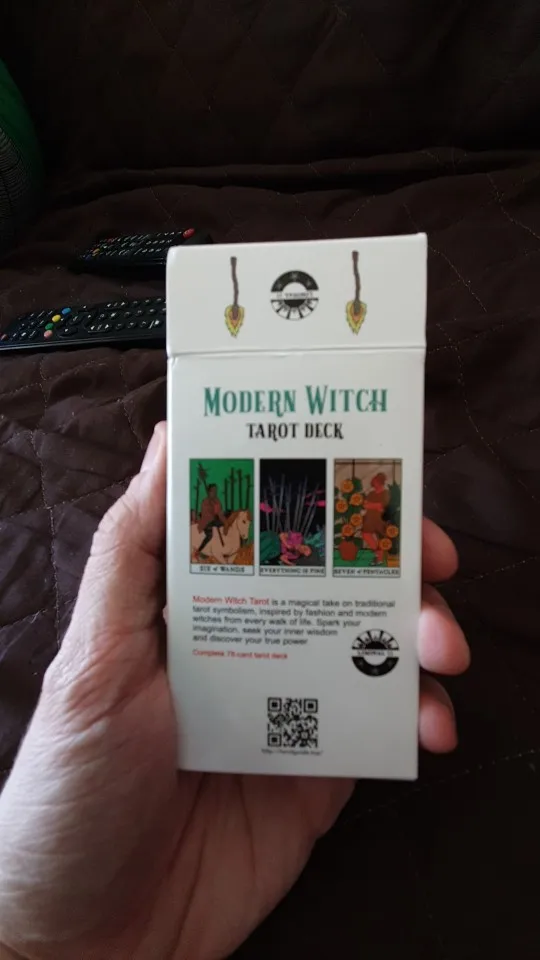 MODERN WITCH
TAROT DECK
SIX of WANDS
EVERYTHING IS FINE
SEVEN of PENTACLES
Modern Witch Tarot is a magical take on traditional
tarot symbolism, inspired by fashion and modern
witches from every walk of life. Spark your
imagination, seek your inner wisdom
and discover your true power
Complete 78-card tarot deck
LIMINAL 11